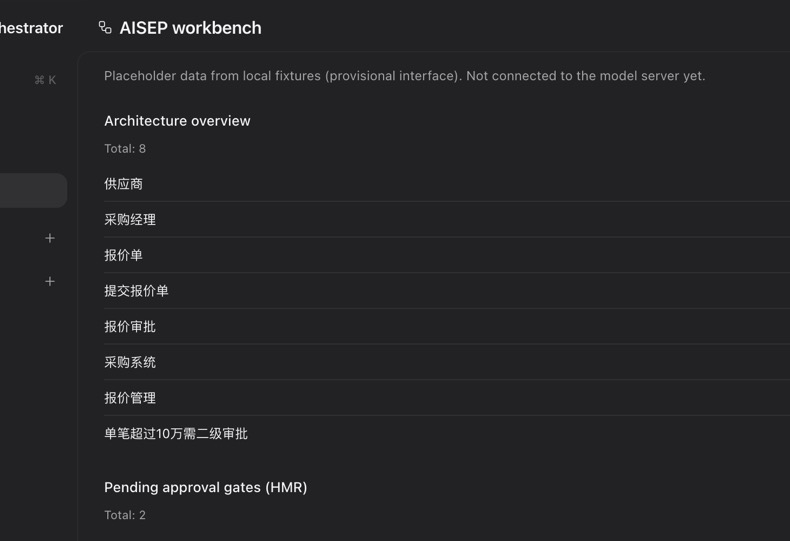 hestrator
AISEP workbench
⌘ K
Placeholder data from local fixtures (provisional interface). Not connected to the model server yet.
Architecture overview
Total: 8
供应商
采购经理
报价单
提交报价单
报价审批
采购系统
报价管理
单笔超过10万需二级审批
Pending approval gates (HMR)
Total: 2